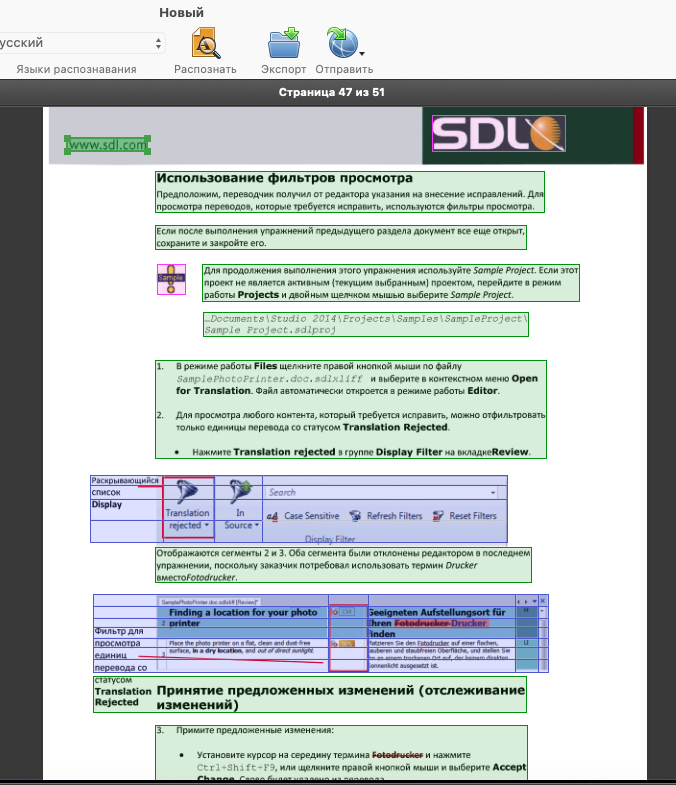 Новый
усский
Языки распознавания
Распознать
Экспорт
Отправить
Страница 47 из 51
www.sdl.com
SDL
Использование фильтров просмотра
Предположим, переводчик получил от редактора указания на внесение исправлений. Для
просмотра переводов, которые требуется исправить, используются фильтры просмотра.
Если после выполнения упражнений предыдущего раздела документ все еще открыт,
сохраните и закройте его.
Sample
Для продолжения выполнения этого упражнения используйте Sample Project. Если этот
проект не является активным (текущим выбранным) проектом, перейдите в режим
работы Projects и двойным щелчком мышью выберите Sample Project.
…Documents\Studio 2014\Projects\Samples\SampleProject\
Sample Project.sdlproj
1. В режиме работы Files щелкните правой кнопкой мыши по файлу
SamplePhotoPrinter.doc.sdlxliff и выберите в контекстном меню Open
for Translation. Файл автоматически откроется в режиме работы Editor.
2. Для просмотра любого контента, который требуется исправить, можно отфильтровать
только единицы перевода со статусом Translation Rejected.
• Нажмите Translation rejected в группе Display Filter на вкладкеReview.
Раскрывающийся
список
Display
Translation
rejected
In
Source
Search
Case Sensitive
Refresh Filters
Reset Filters
Display Filter
Отображаются сегменты 2 и 3. Оба сегмента были отклонены редактором в последнем
упражнении, поскольку заказчик потребовал использовать термин Drucker
вместоFotodrucker.
SamplePhotoPrinter.doc.sdlxliff [Review]*
Finding a location for your photo
printer
Geeigneten Aufstellungsort für
Ihren Fotodrucker Drucker
finden
H
2
Place the photo printon a flat, clean and dust-free
surface, in a dry location, and out of direct sunlight.
Platzieren Sie den Fotodrucker auf einer flachen,
sauberen und staubfreien Oberfläche, und stellen Sie
ihn an einem trockenen Ort auf, der keinem direkten
Sonnenlicht ausgesetzt ist.
LI
3
Фильтр для
просмотра
единиц
перевода со
статусом
Translation
Rejected
Принятие предложенных изменений (отслеживание
изменений)
3. Примите предложенные изменения:
• Установите курсор на середину термина Fotodrucker и нажмите
Ctrl+Shift+F9, или щелкните правой кнопкой мыши и выберите Accept
Change. Слово будет удалено из перевода.